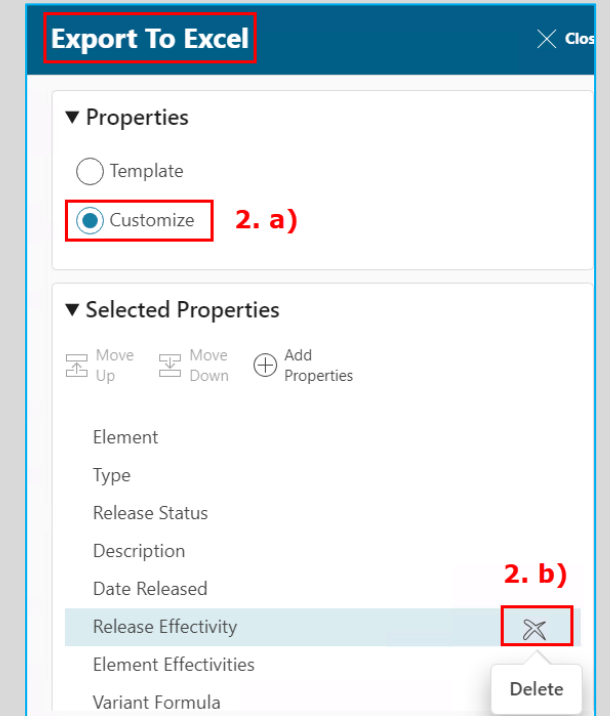 Export To Excel
Clos
Properties
Template
Customize 2. a)
Selected Properties
Move Up Move Down Add Properties
Element
Type
Release Status
Description
Date Released
2. b)
Release Effectivity
Element Effectivities
Delete
Variant Formula